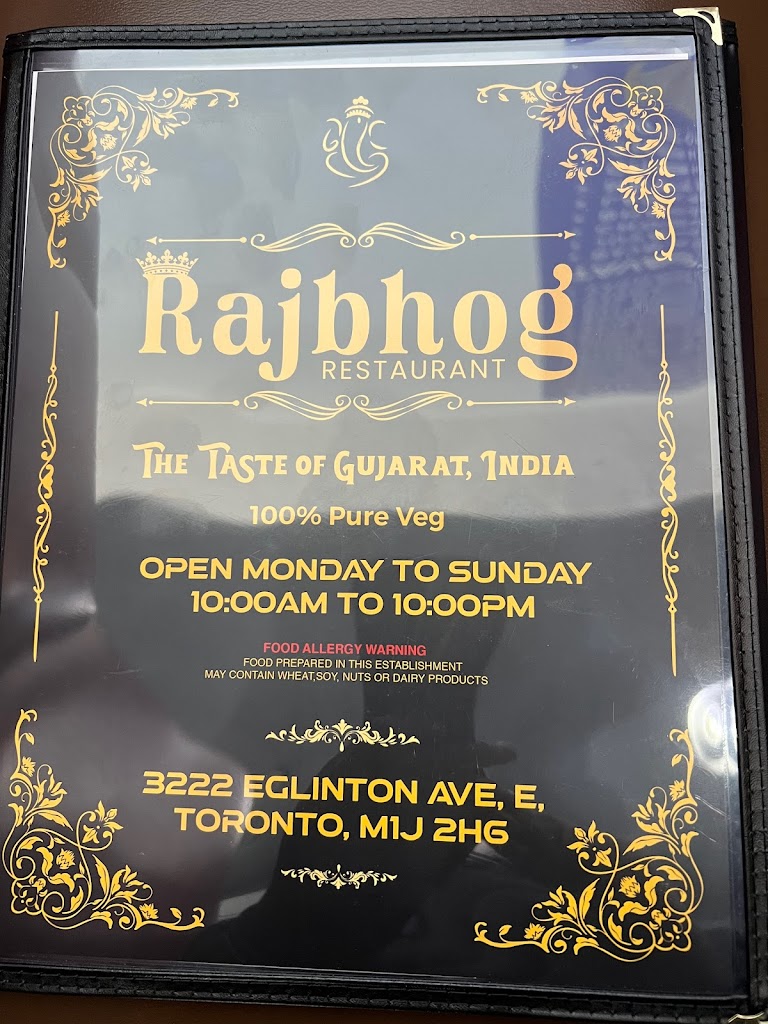 Rajbhog
RESTAURANT
THE TASTE OF GUJARAT, INDIA
100% Pure Veg
OPEN MONDAY TO SUNDAY
10:00AM TO 10:00PM
FOOD ALLERGY WARNING
FOOD PREPARED IN THIS ESTABLISHMENT
MAY CONTAIN WHEAT,SOY, NUTS OR DAIRY PRODUCTS
3222 EGLINTON AVE, E,
TORONTO, M1J 2H6